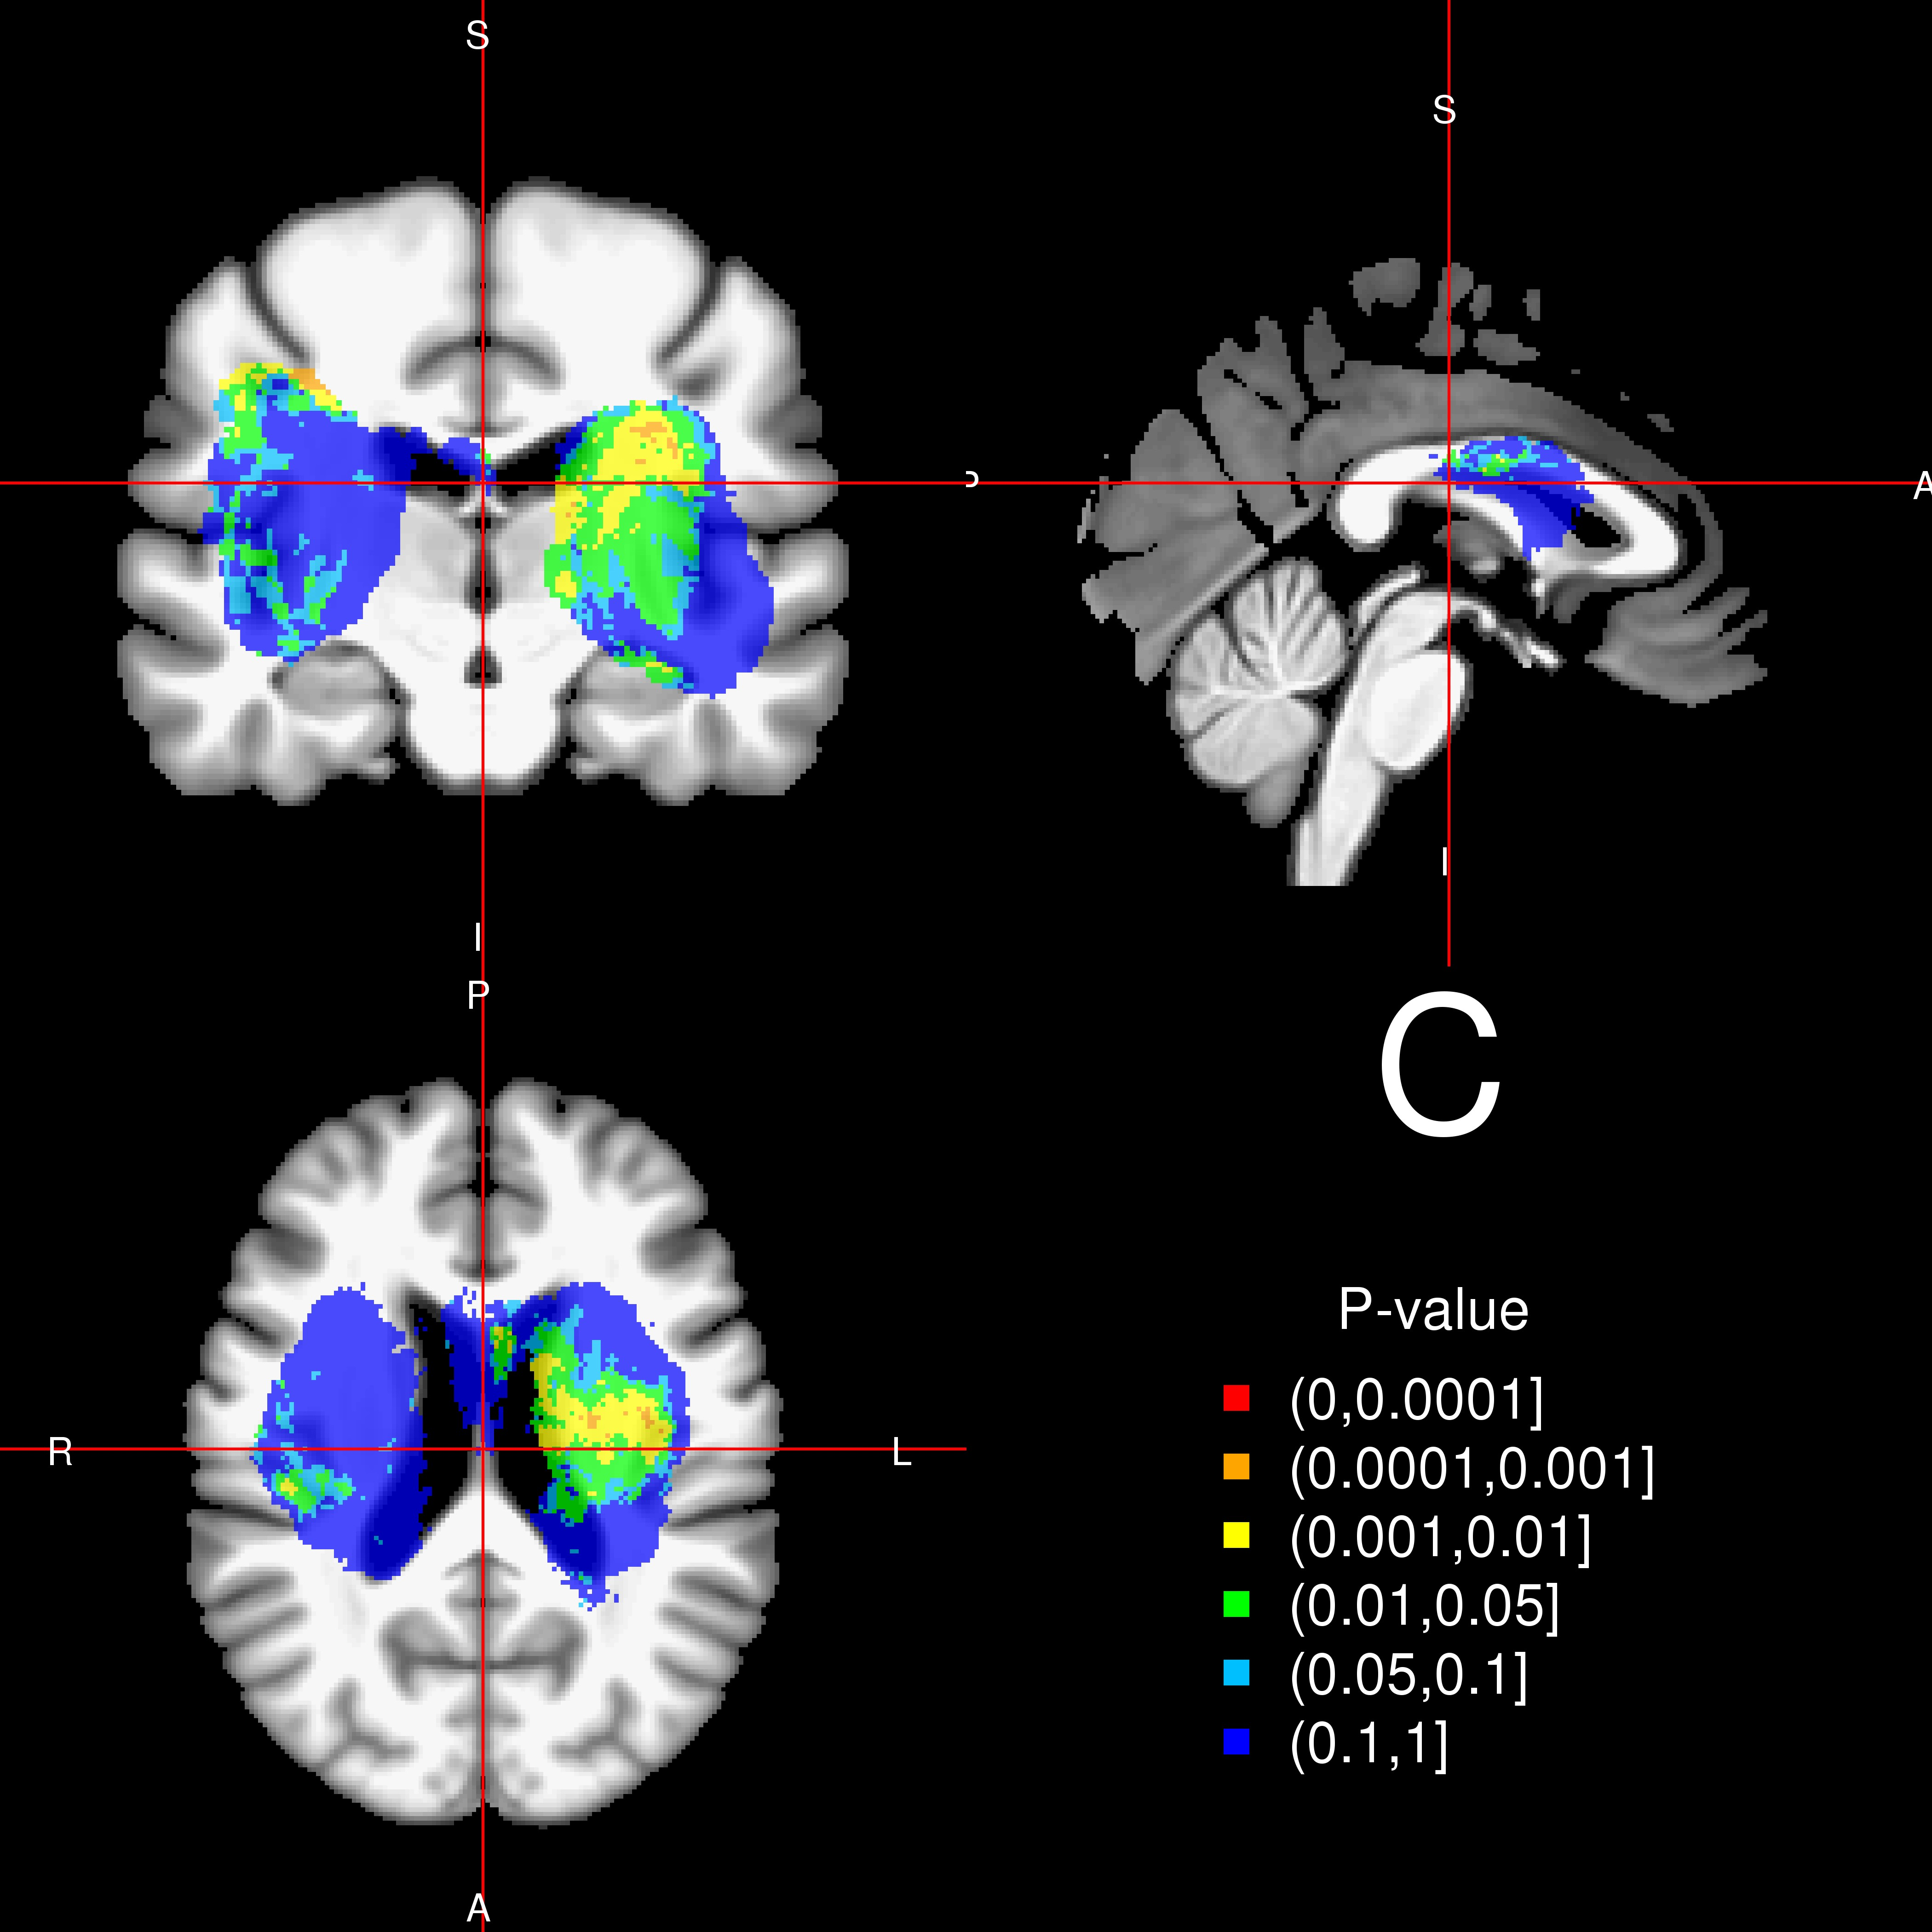 S
S
P
A
I
I
P
C
R
L
A
P-value
(0,0.0001]
(0.0001,0.001]
(0.001,0.01]
(0.01,0.05]
(0.05,0.1]
(0.1,1]